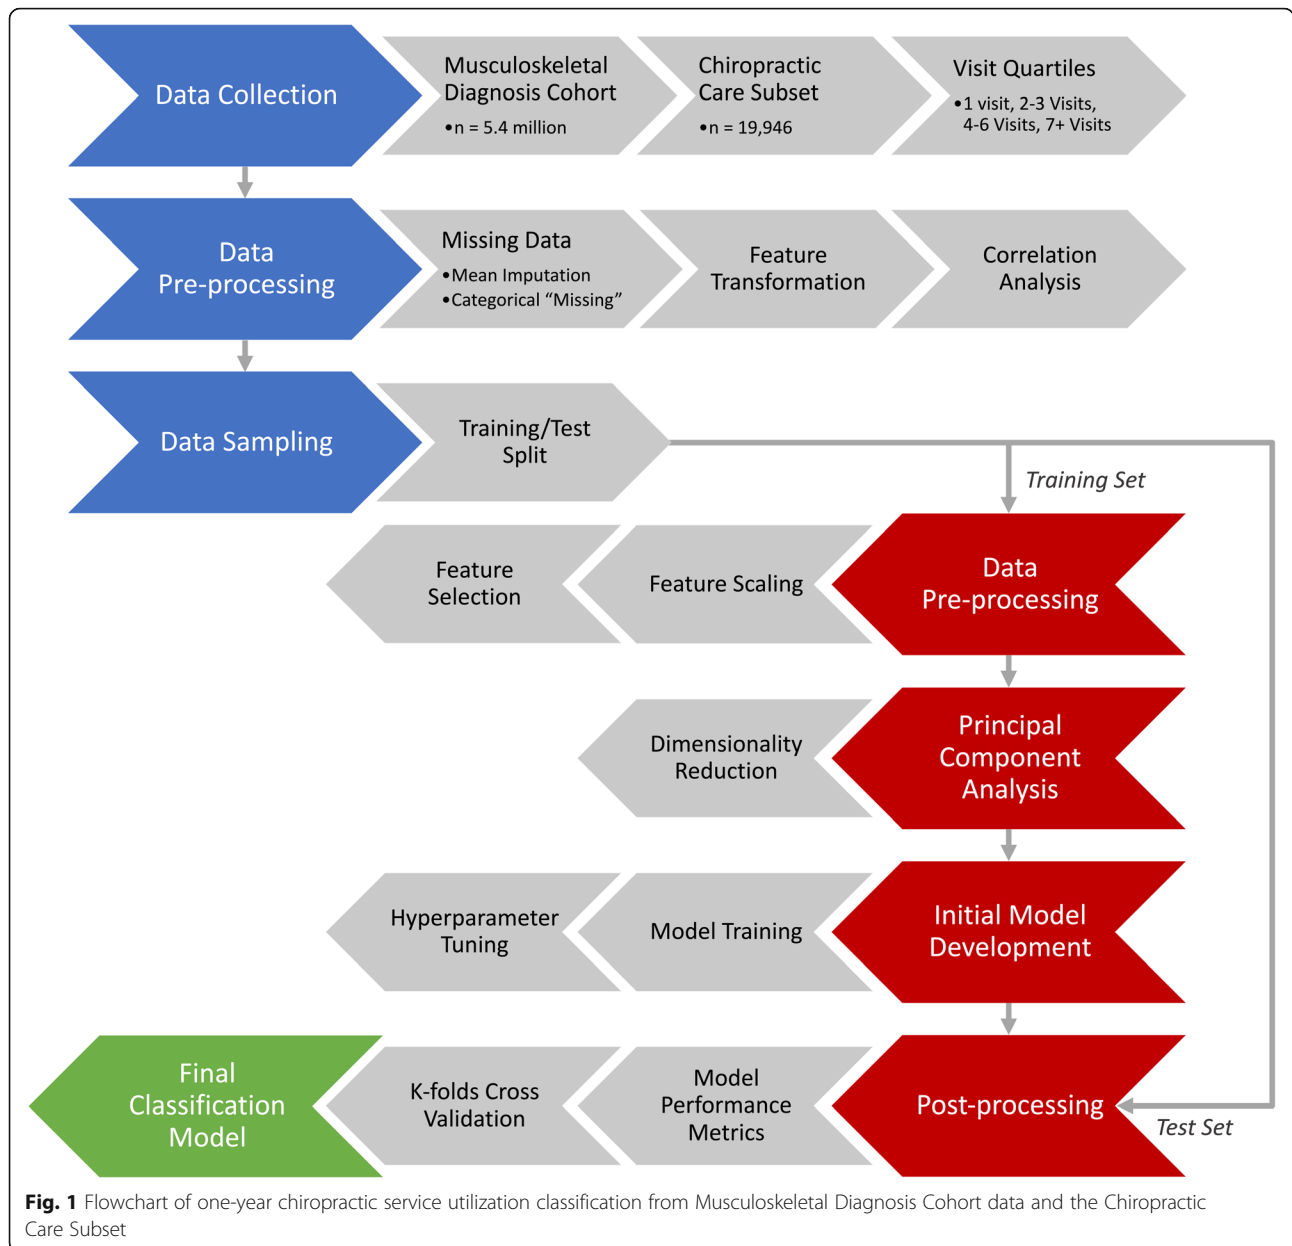 Data Collection
Musculoskeletal
Diagnosis Cohort
•n = 5.4 million
Chiropractic
Care Subset
•n = 19,946
Visit Quartiles
•1 visit, 2-3 Visits,
4-6 Visits, 7+ Visits
Data
Pre-processing
Missing Data
•Mean Imputation
•Categorical “Missing”
Feature
Transformation
Correlation
Analysis
Data Sampling
Training/Test
Split
Training Set
Data
Pre-processing
Feature Scaling
Feature
Selection
Principal
Component
Analysis
Dimensionality
Reduction
Initial Model
Development
Model Training
Hyperparameter
Tuning
Post-processing
Test Set
Model
Performance
Metrics
K-folds Cross
Validation
Final
Classification
Model
Fig. 1 Flowchart of one-year chiropractic service utilization classification from Musculoskeletal Diagnosis Cohort data and the Chiropractic
Care Subset